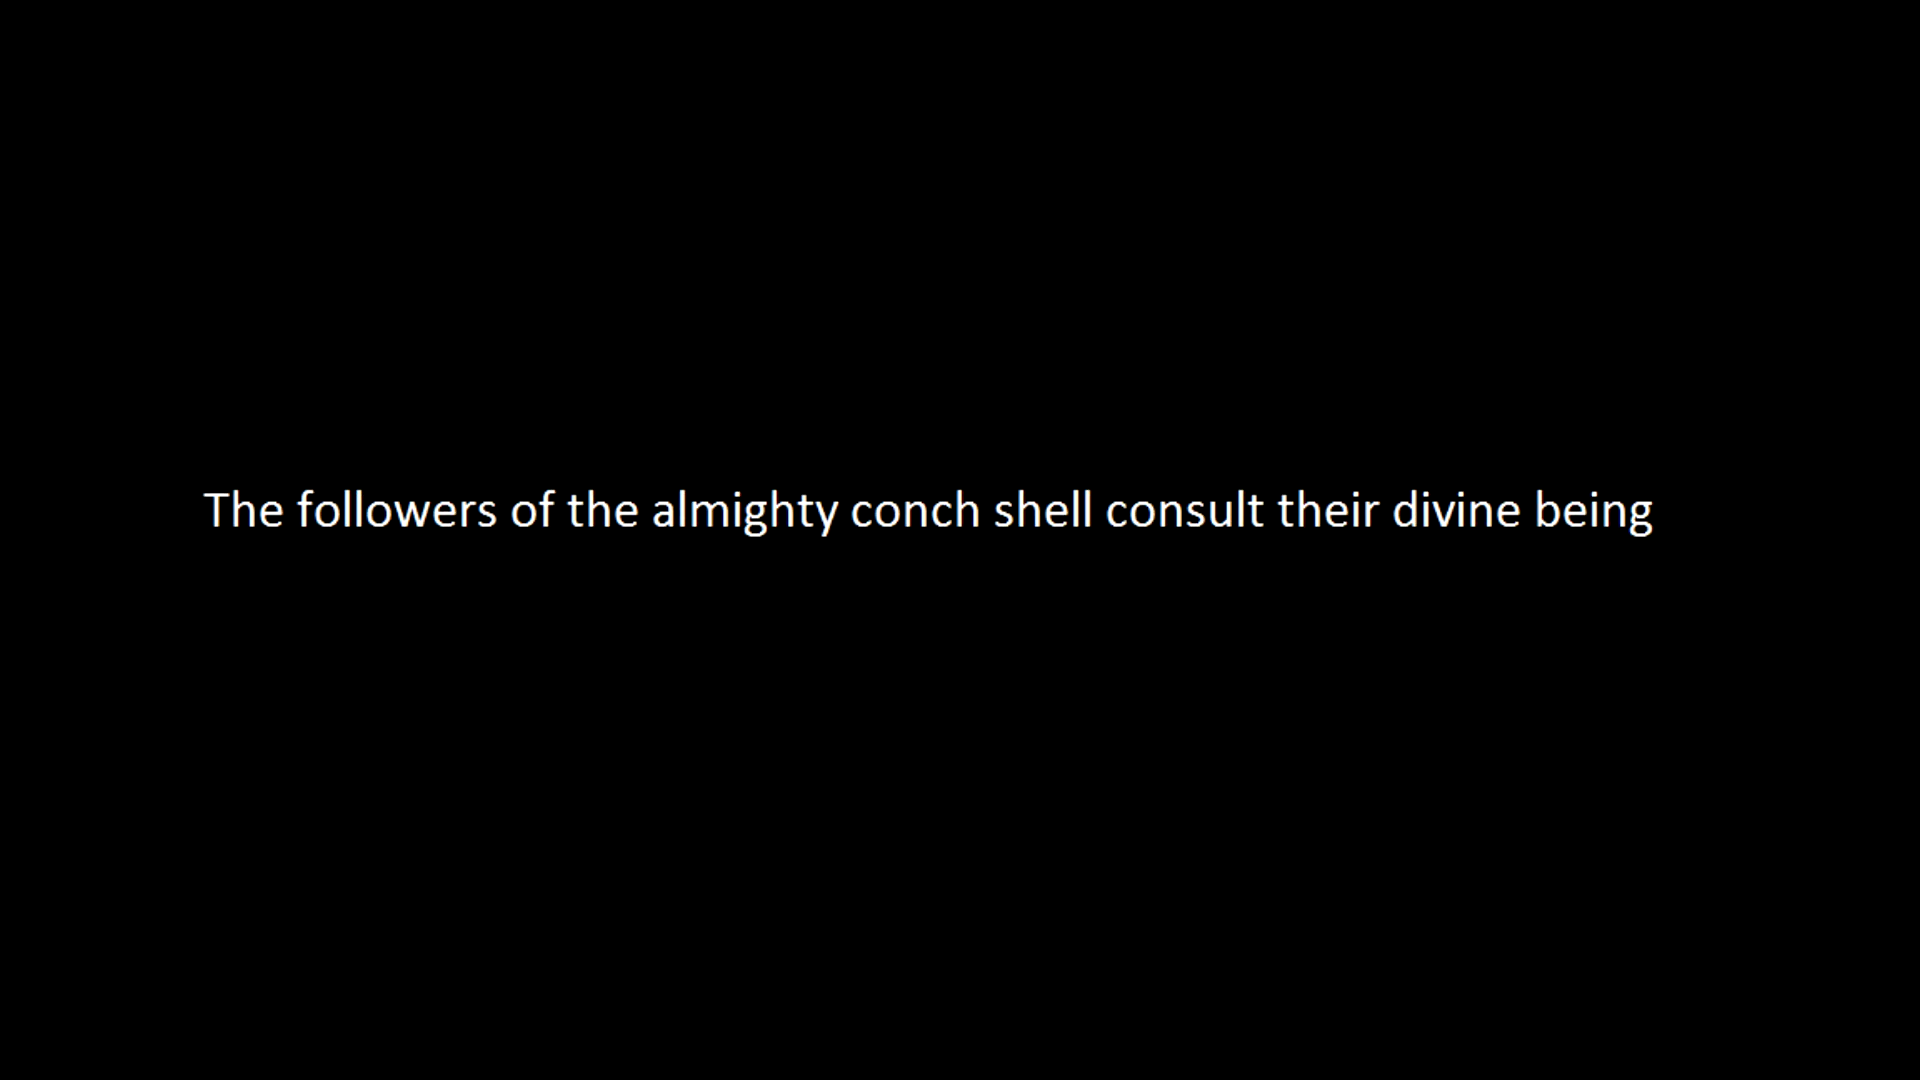 The followers of the almighty conch shell consult their divine being